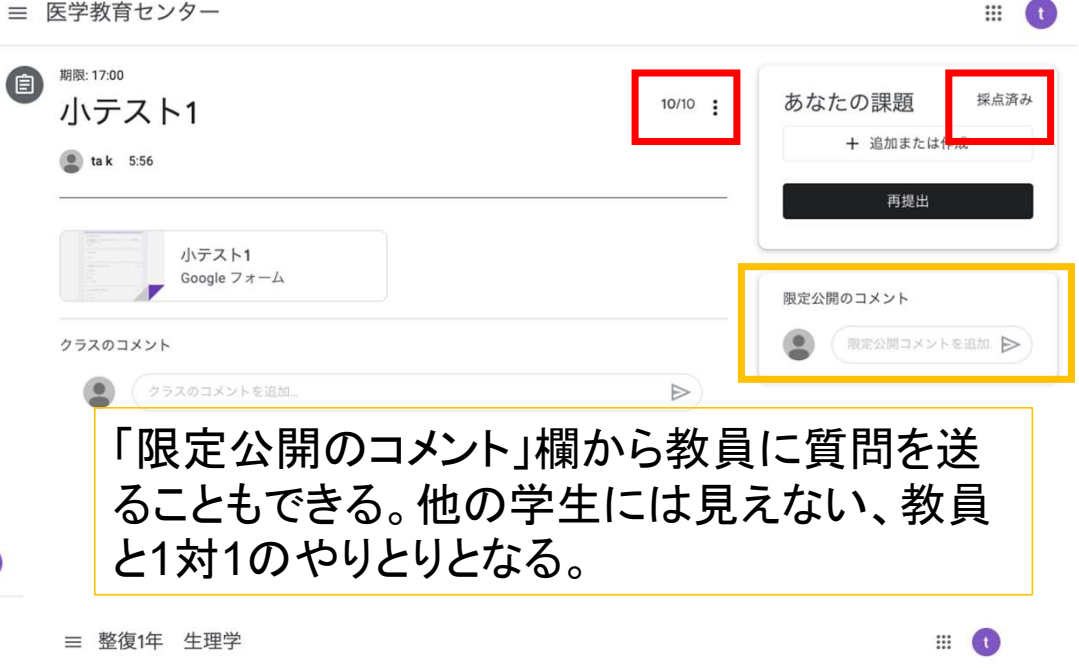 医学教育センター
t
期限: 17:00
小テスト1
10/10
ta k 5:56
あなたの課題
採点済み
+ 追加または作成
再提出
小テスト1
Google フォーム
限定公開のコメント
限定公開コメントを追加.
クラスのコメント
クラスのコメントを追加...
「限定公開のコメント」欄から教員に質問を送
ることもできる。他の学生には見えない、教員
と1対1のやりとりとなる。
整復1年 生理学
t